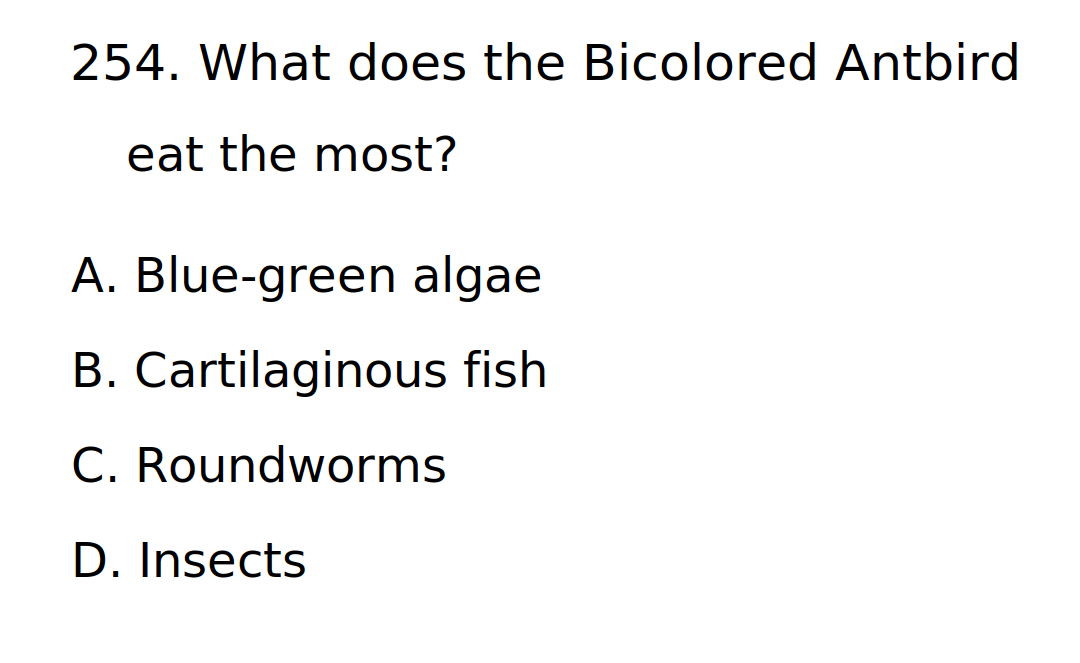 254. What does the Bicolored Antbird
eat the most?
A. Blue-green algae
B. Cartilaginous fish
C. Roundworms
D. Insects